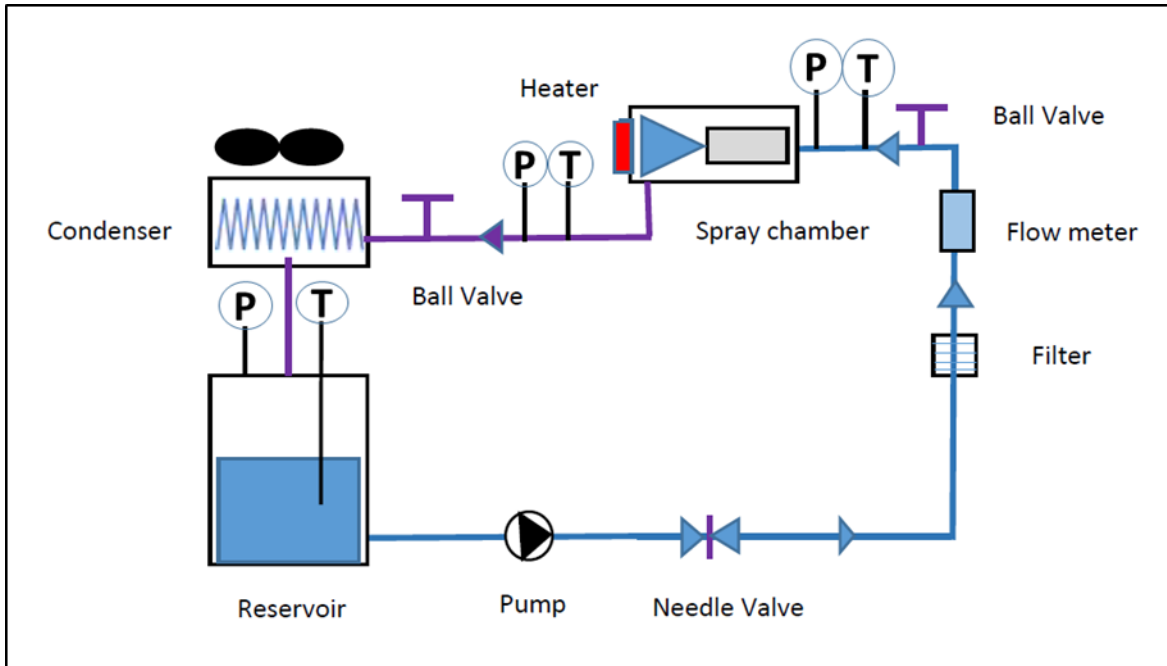 P T
Heater
Ball Valve
P T
Condenser
Spray chamber
Flow meter
P T
Ball Valve
Filter
Reservoir
Pump
Needle Valve